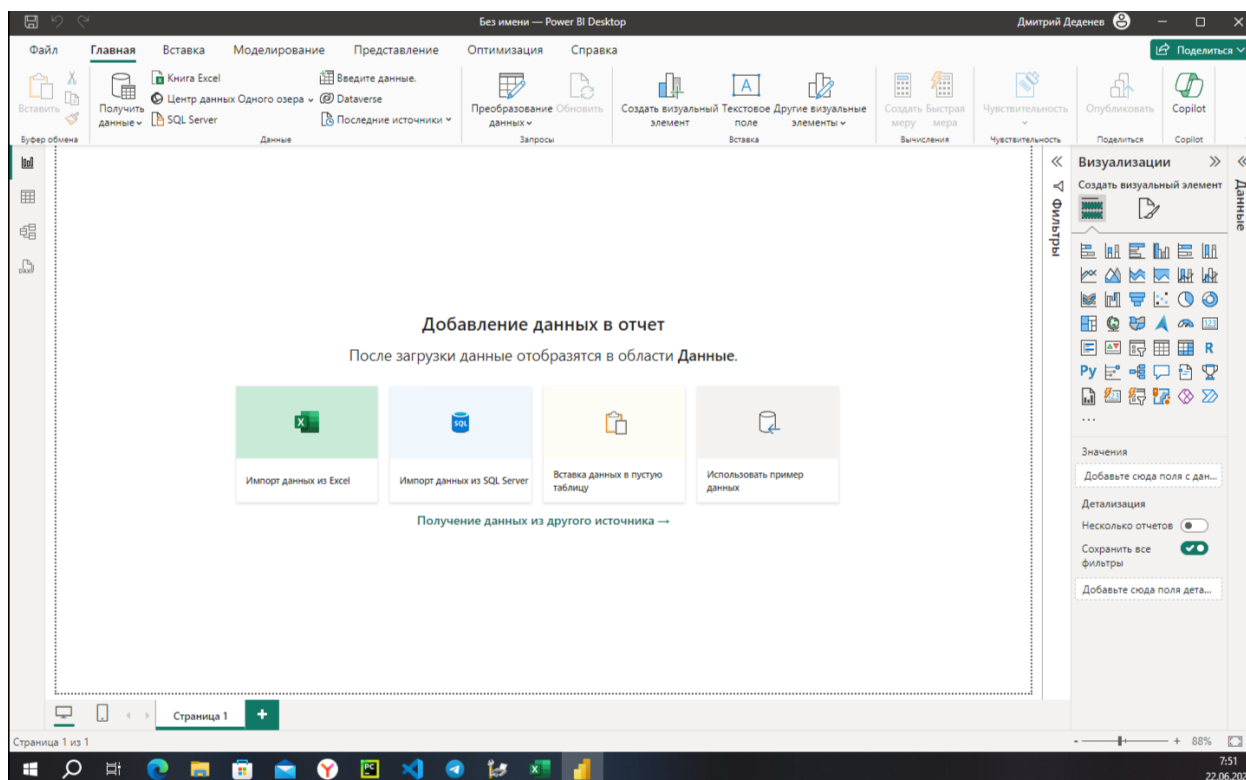 Без имени — Power BI Desktop
Дмитрий Деденев
Файл Главная Вставка Моделирование Представление Оптимизация Справка Поделиться
Вставить
Получить данные
Книга Excel
Центр данных Одного озера
SQL Server
Введите данные.
Dataverse
Последние источники
Преобразование данных
Обновить
Создать визуальный элемент
Текстовое поле
Другие визуальные элементы
Создать меру
Быстрая мера
Чувствительность
Опубликовать
Copilot
Буфер обмена Данные Запросы Вставка Вычисления Чувствительность Поделиться Copilot
Фильтры
Визуализации
Создать визуальный элемент
Данные
Добавление данных в отчет
После загрузки данные отобразятся в области Данные.
Импорт данных из Excel
Импорт данных из SQL Server
Вставка данных в пустую
таблицу
Использовать пример
данных
Получение данных из другого источника →
123
R
Py
...
Значения
Добавьте сюда поля с дан...
Детализация
Несколько отчетов
Сохранить все
фильтры
Добавьте сюда поля дета...
Страница 1
+
Страница 1 из 1
- + 88%
7:51
22.06.202